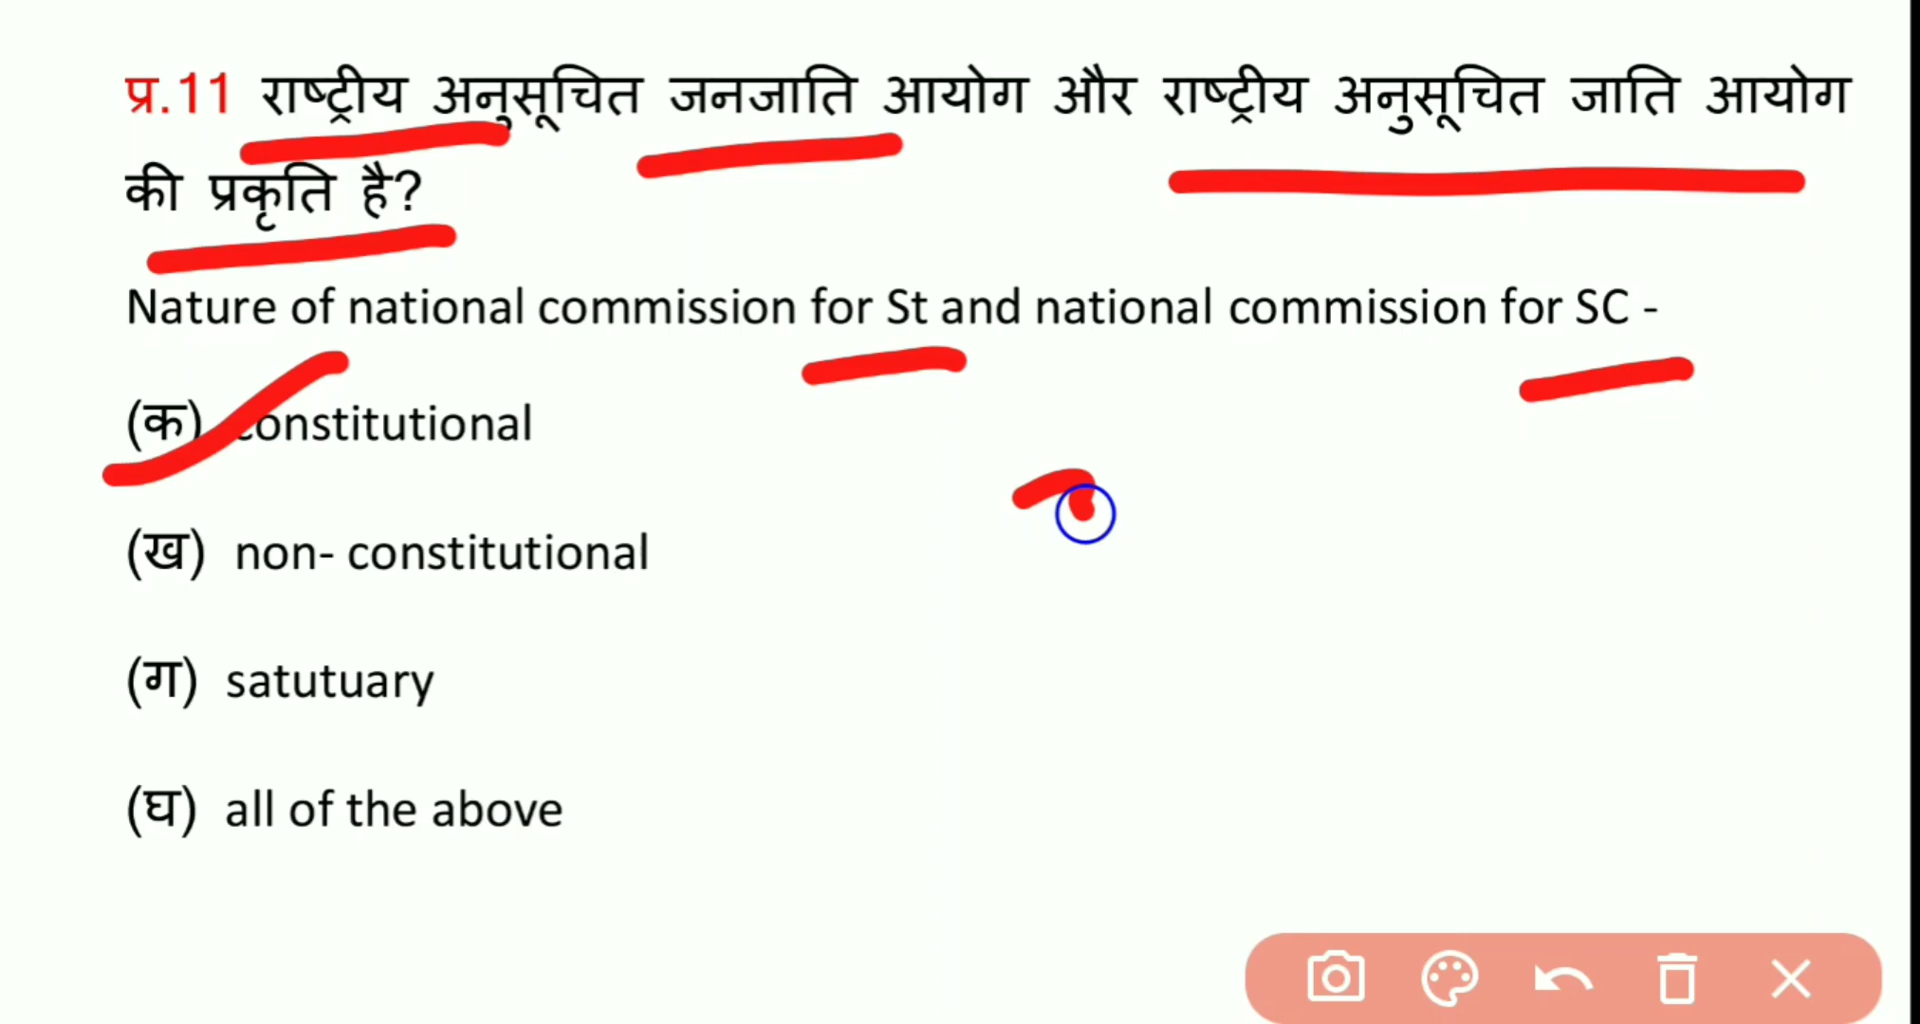 प्र.11 राष्ट्रीय अनुसूचित जनजाति आयोग और राष्ट्रीय अनुसूचित जाति आयोग
की प्रकृति है?
Nature of national commission for St and national commission for SC -
(क) constitutional
(ख) non- constitutional
(ग) satutuary
(घ) all of the above